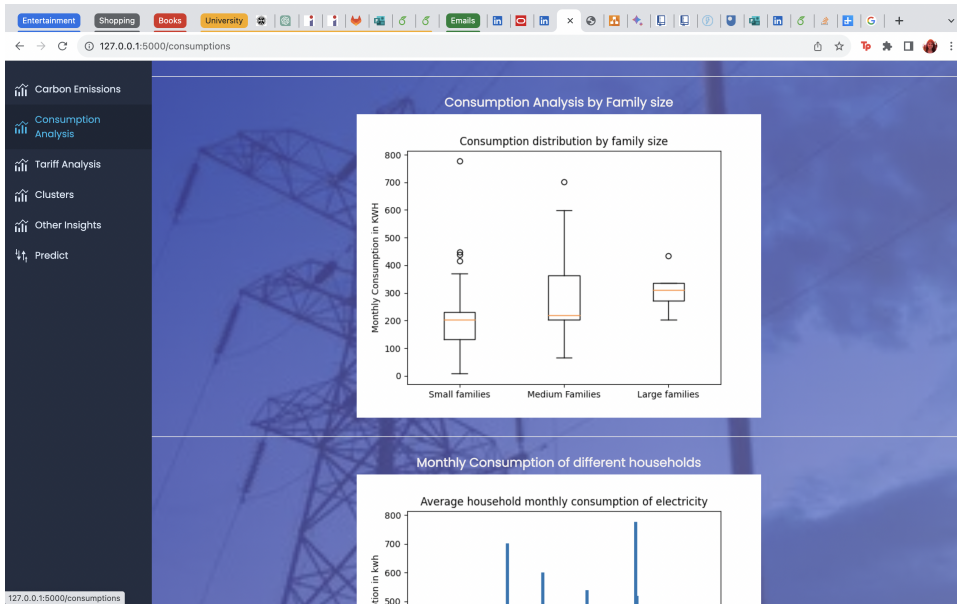 Entertainment
Shopping
Books
University
Emails
127.0.0.1:5000/consumptions
Carbon Emissions
Consumption
Analysis
Tariff Analysis
Clusters
Other Insights
Predict
Consumption Analysis by Family size
Consumption distribution by family size
800
700
600
500
400
300
200
100
0
Monthly Consumption in KWH
Small families
Medium Families
Large families
Monthly Consumption of different households
Average household monthly consumption of electricity
800
700
600
500
tion in kwh
127.0.0.1:5000/consumptions